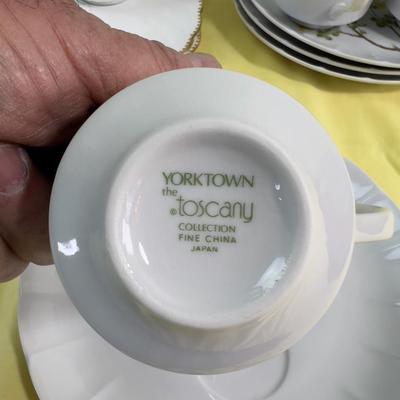 YORKTOWN
the
©toscany
COLLECTION
FINE CHINA
JAPAN